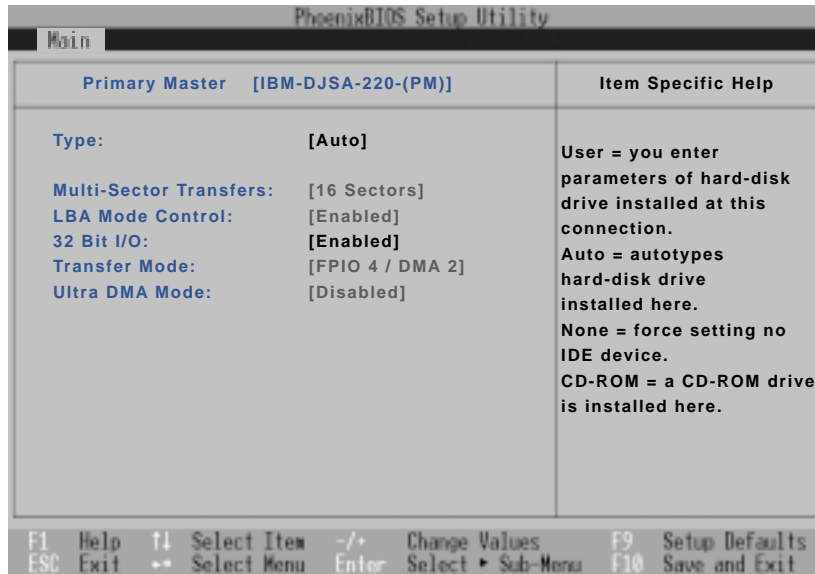 PhoenixBIOS Setup Utility
Main
Primary Master [IBM-DJSA-220-(PM)]
Item Specific Help
Type: [Auto]
Multi-Sector Transfers: [16 Sectors]
LBA Mode Control: [Enabled]
32 Bit I/O: [Enabled]
Transfer Mode: [FPIO 4 / DMA 2]
Ultra DMA Mode: [Disabled]
User = you enter
parameters of hard-disk
drive installed at this
connection.
Auto = autotypes
hard-disk drive
installed here.
None = force setting no
IDE device.
CD-ROM = a CD-ROM drive
is installed here.
F1 Help ↑↓ Select Item -/+ Change Values F9 Setup Defaults
ESC Exit ←→ Select Menu Enter Select ▸ Sub-Menu F10 Save and Exit